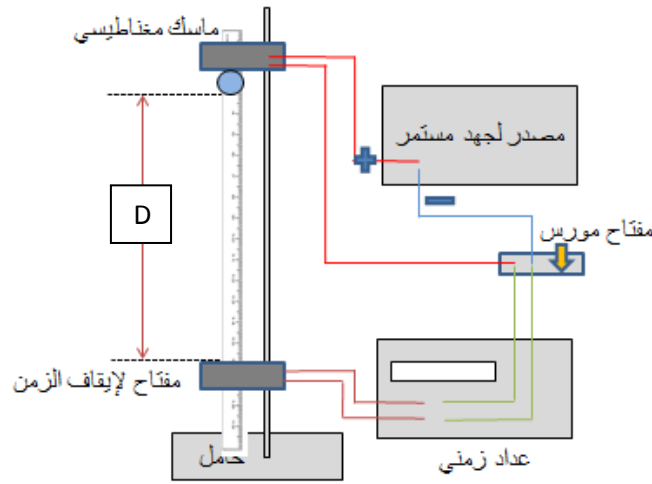 ماسك مغناطيسي
مصدر لجهد مستمر
D
مفتاح مورس
مفتاح لإيقاف الزمن
حامل
عداد زمني